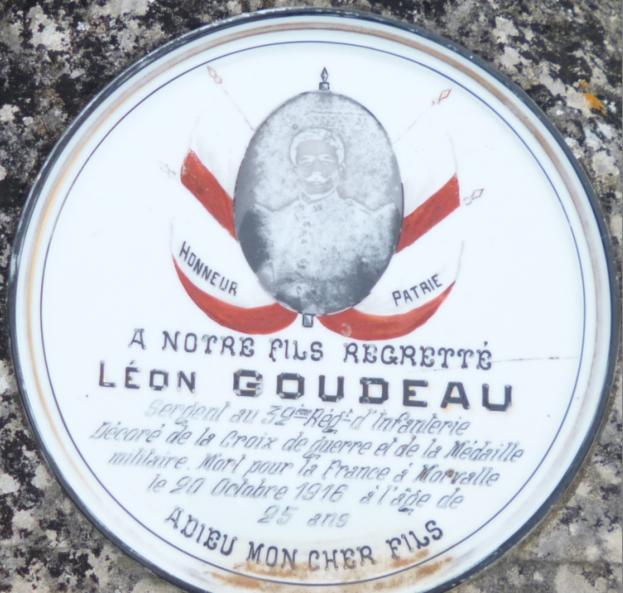 HONNEUR
PATRIE
A NOTRE FILS REGRETTÉ
LÉON GOUDEAU
Sergent au 32ème Régt d'Infanterie
Décoré de la Croix de guerre et de la Médaille
militaire. Mort pour la France à Morvalle
le 20 Octobre 1916 à l'âge de
25 ans
ADIEU MON CHER FILS